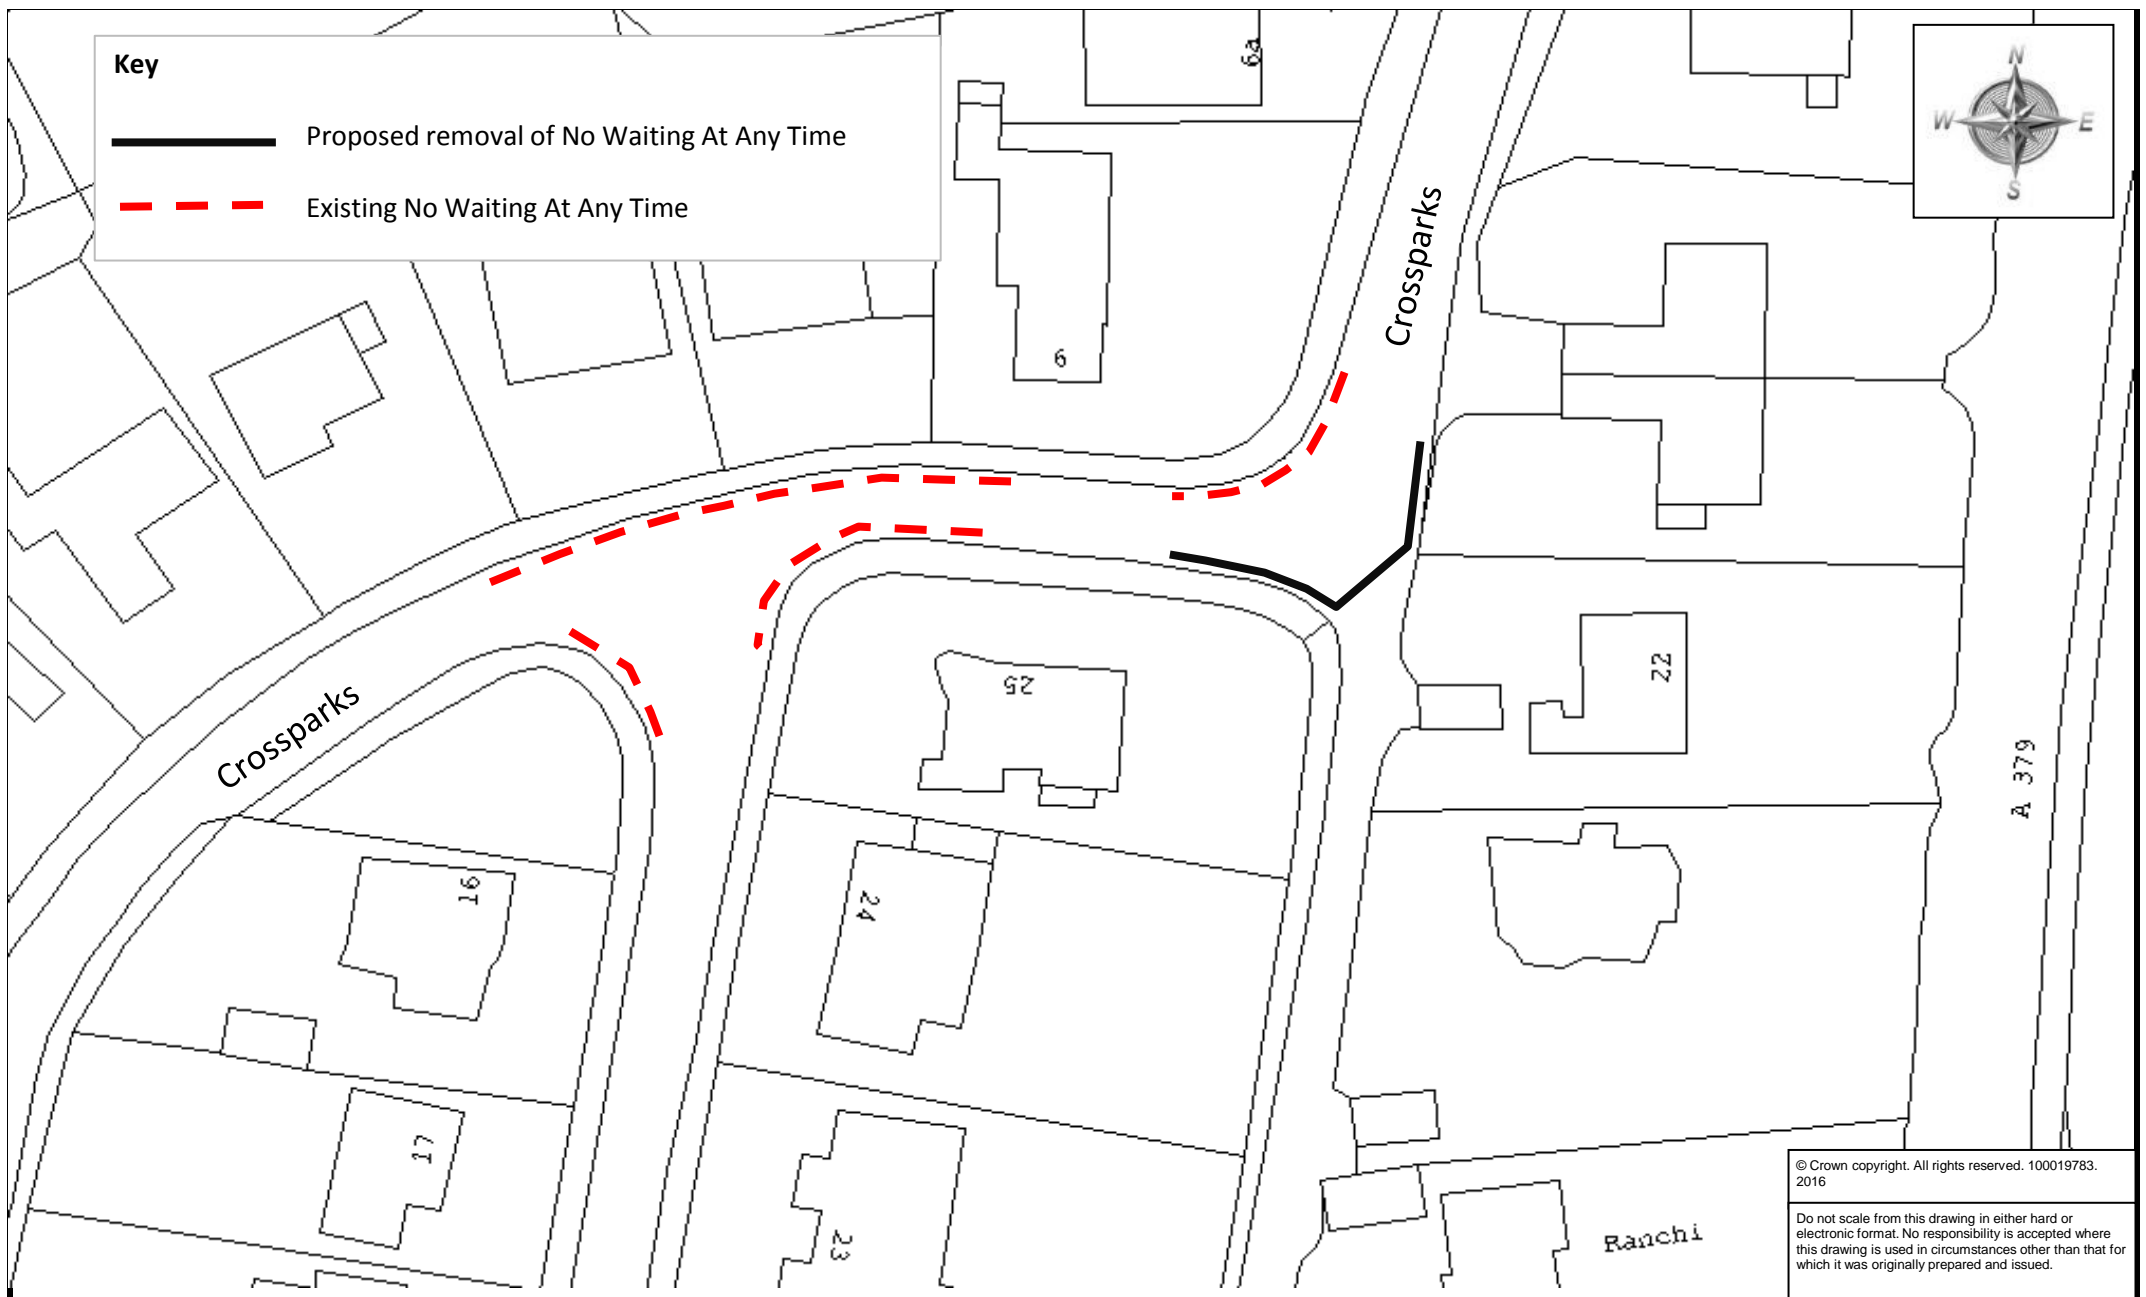 Key
Proposed removal of No Waiting At Any Time
Existing No Waiting At Any Time
N
W
E
S
6a
Crossparks
6
25
22
Crossparks
A 379
16
24
17
23
Ranchi
© Crown copyright. All rights reserved. 100019783.
2016
Do not scale from this drawing in either hard or
electronic format. No responsibility is accepted where
this drawing is used in circumstances other than that for
which it was originally prepared and issued.